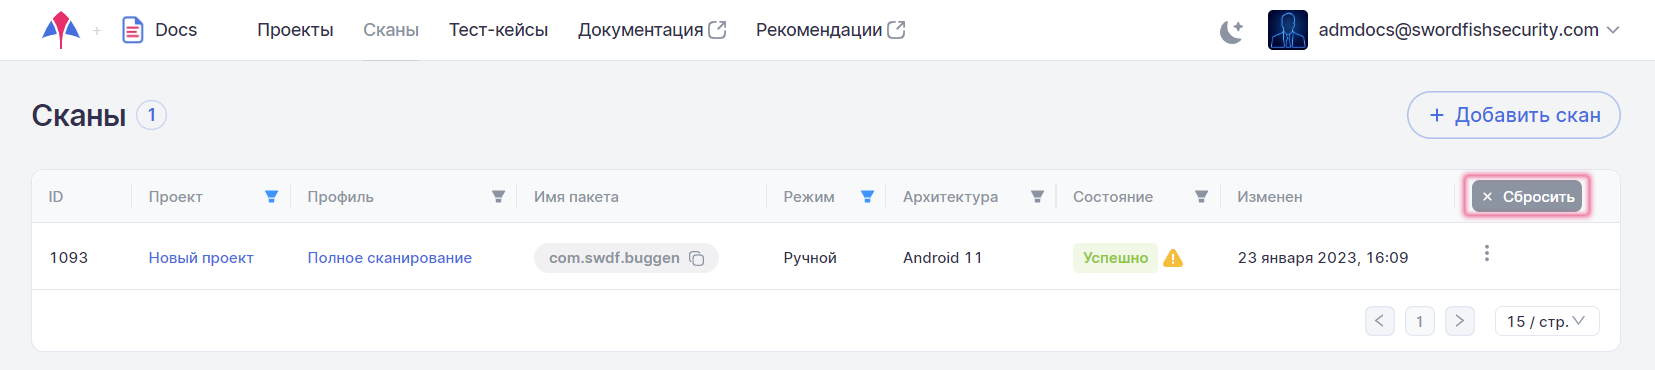 Docs Проекты Сканы Тест-кейсы Документация Рекомендации admdocs@swordfishsecurity.com
Сканы 1 + Добавить скан
ID Проект Профиль Имя пакета Режим Архитектура Состояние Изменен × Сбросить
1093 Новый проект Полное сканирование com.swdf.buggen Ручной Android 11 Успешно 23 января 2023, 16:09
< 1 > 15 / стр.